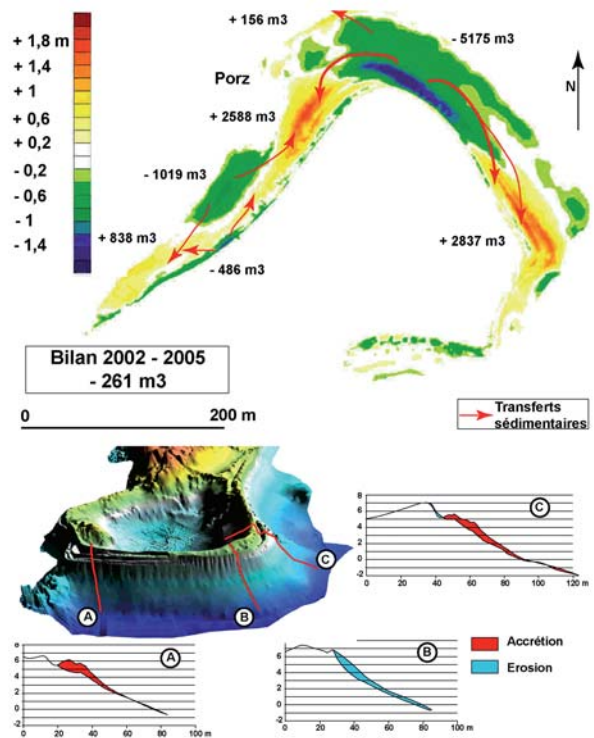 + 156 m3
- 5175 m3
+ 1,8 m
+ 1,4
+ 1
+ 0,6
+ 0,2
- 0,2
- 0,6
- 1
- 1,4
Porz
N
+ 2588 m3
- 1019 m3
+ 838 m3
- 486 m3
+ 2837 m3
Bilan 2002 - 2005
- 261 m3
0 200 m
Transferts
sédimentaires
A
B
C
C
8
6
4
2
0
-2
0 20 40 60 80 100 120 m
A
6
4
2
0
-2
0 20 40 60 80 100 m
B
6
4
2
0
-2
0 20 40 60 80 100 m
Accrétion
Erosion